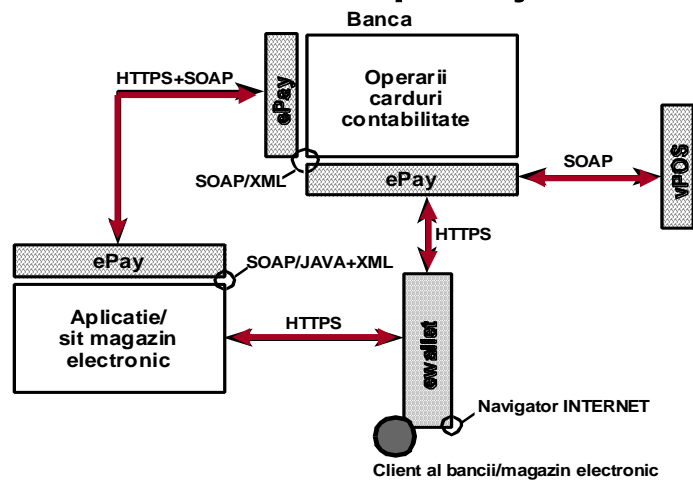 Banca
HTTPS+SOAP
ePay
Operarii
carduri
contabilitate
SOAP
vPOS
SOAP/XML
ePay
HTTPS
ePay
SOAP/JAVA+XML
Aplicatie/
sit magazin
electronic
HTTPS
ewallet
Navigator INTERNET
Client al bancii/magazin electronic